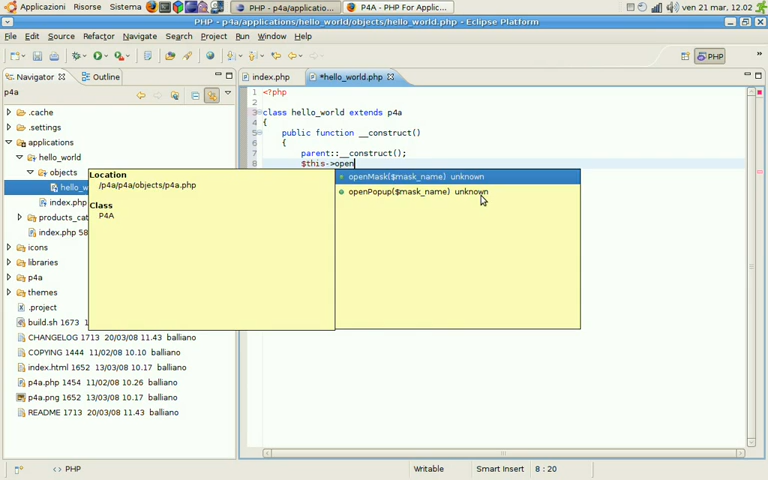 Applicazioni Risorse Sistema
PHP - p4a/applicatio...
P4A - PHP For Applic...
ven 21 mar, 12.02
PHP - p4a/applications/hello_world/objects/hello_world.php - Eclipse Platform
File Edit Source Refactor Navigate Search Project Run Window Help
PHP
Navigator
Outline
index.php
*hello_world.php
p4a
.cache
.settings
applications
hello_world
objects
hello_w
index.php
products_cat
index.php 58
icons
libraries
p4a
themes
.project
build.sh 1673
CHANGELOG 1713 20/03/08 11.43 balliano
COPYING 1444 11/02/08 10.10 balliano
index.html 1652 13/03/08 10.17 balliano
p4a.php 1454 11/02/08 10.26 balliano
p4a.png 1652 13/03/08 10.17 balliano
README 1713 20/03/08 11.43 balliano
1 <?php
2
3 class hello_world extends p4a
4 {
5 public function __construct()
6 {
7 parent::__construct();
8 $this->open
Location
/p4a/p4a/objects/p4a.php
Class
P4A
openMask($mask_name) unknown
openPopup($mask_name) unknown
<> PHP
Writable
Smart Insert
8 : 20